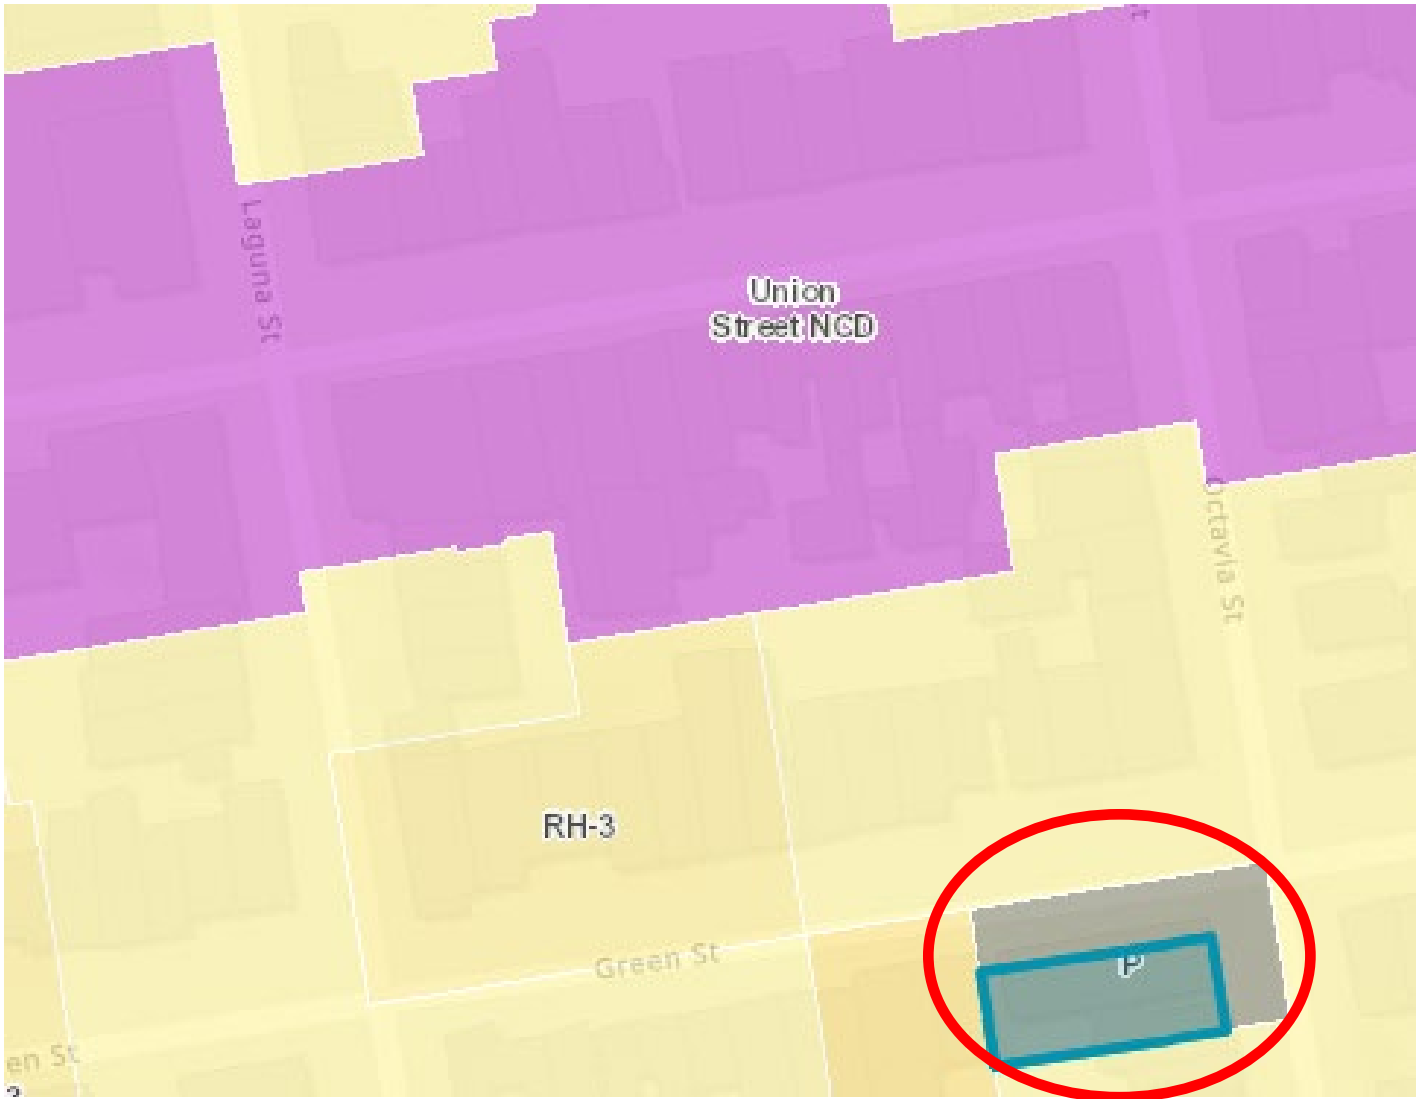 Laguna St
Union
Street NCD
Octavia St
RH-3
Green St
P
en St